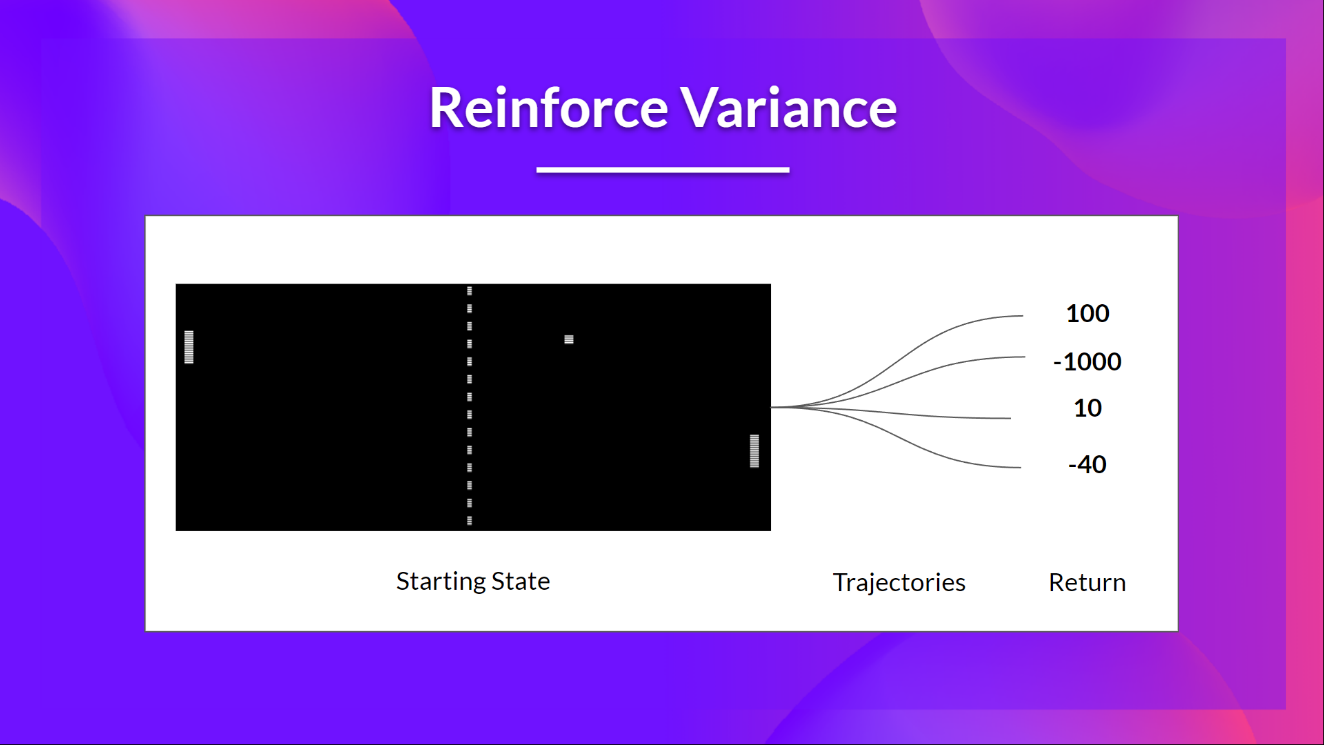 Reinforce Variance
100
-1000
10
-40
Starting State
Trajectories
Return